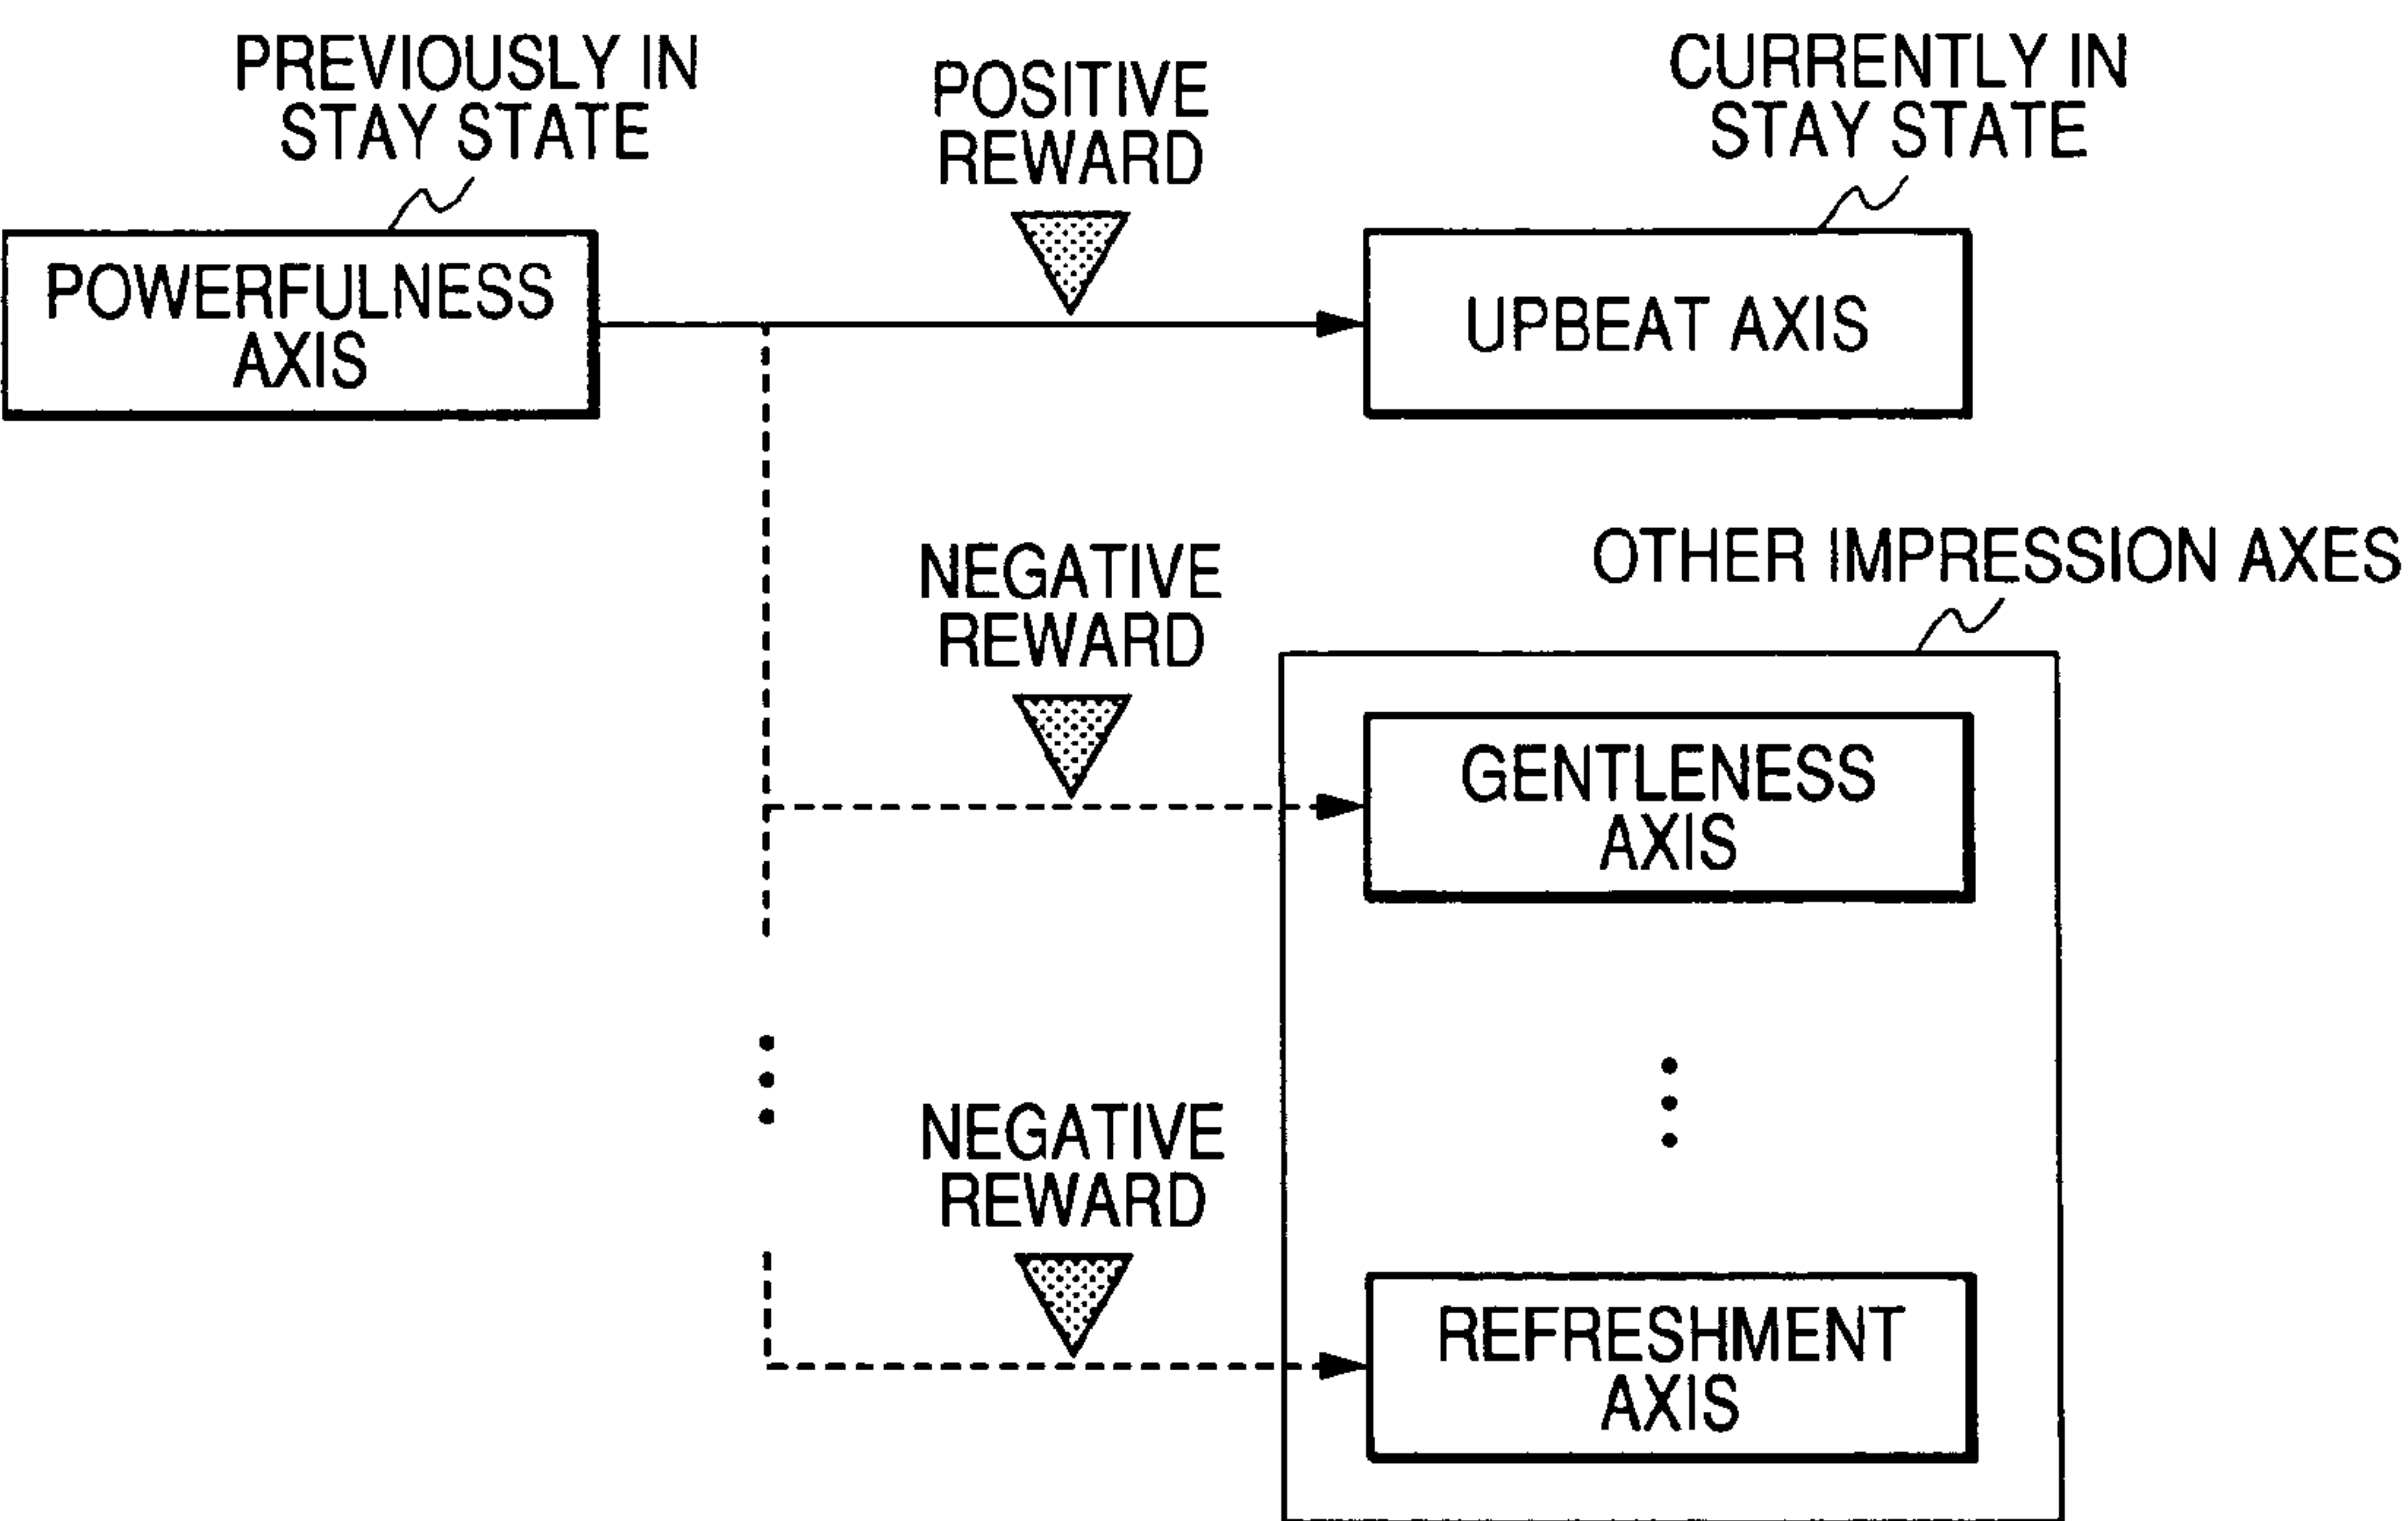 PREVIOUSLY IN
STAY STATE
POSITIVE
REWARD
CURRENTLY IN
STAY STATE
POWERFULNESS
AXIS
UPBEAT AXIS
NEGATIVE
REWARD
OTHER IMPRESSION AXES
GENTLENESS
AXIS
NEGATIVE
REWARD
REFRESHMENT
AXIS